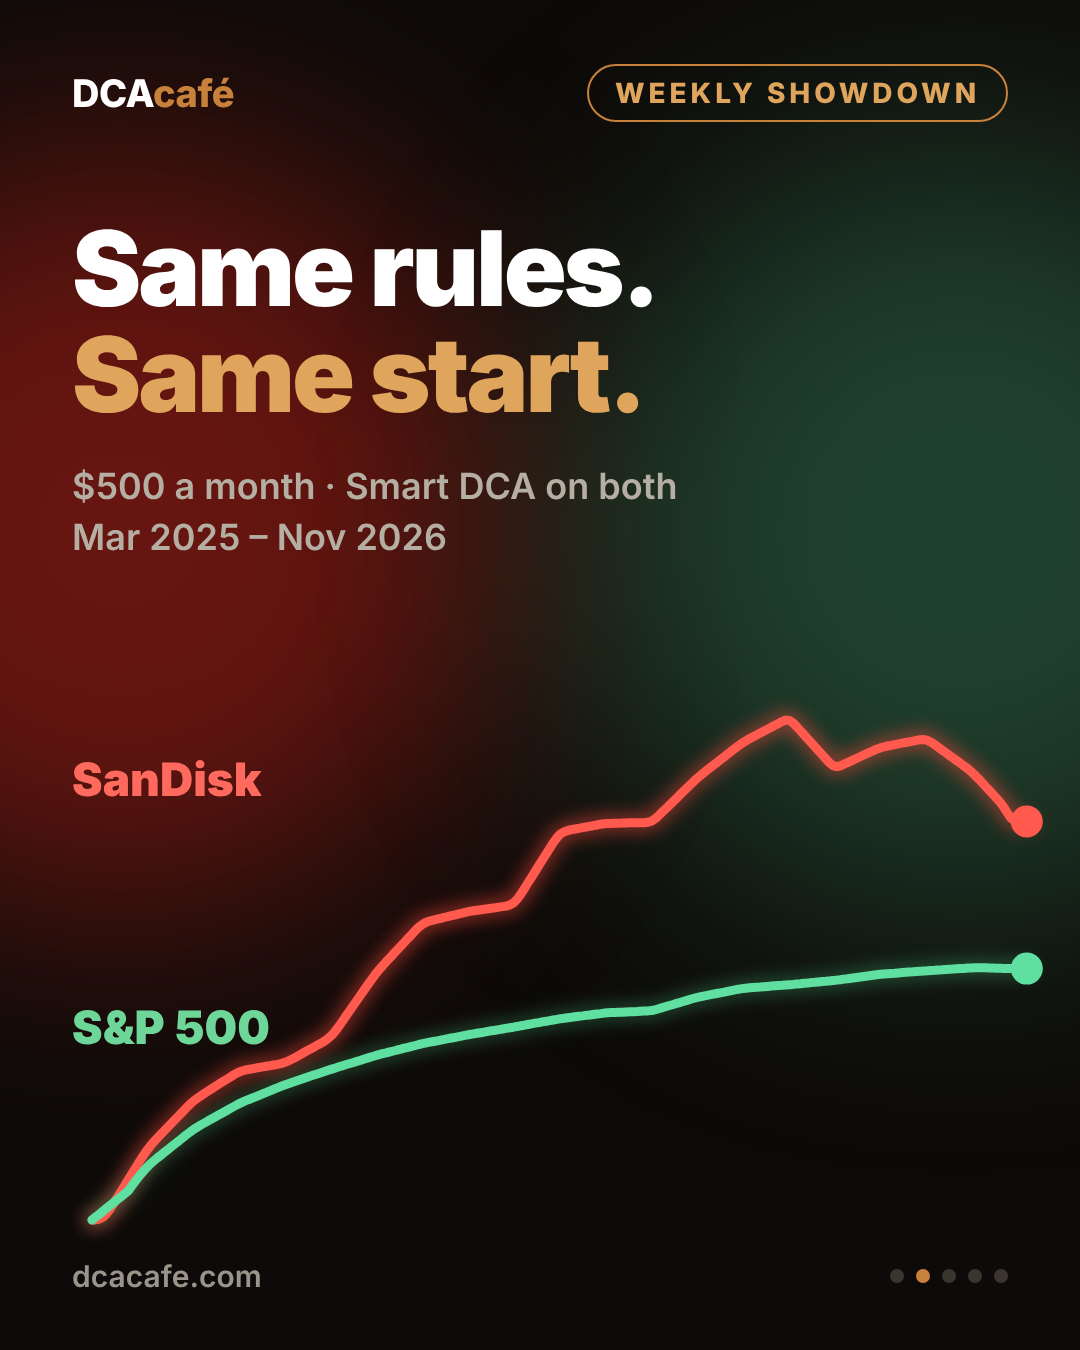 DCAcafé
WEEKLY SHOWDOWN
Same rules.
Same start.
$500 a month · Smart DCA on both
Mar 2025 – Nov 2026
SanDisk
S&P 500
dcacafe.com